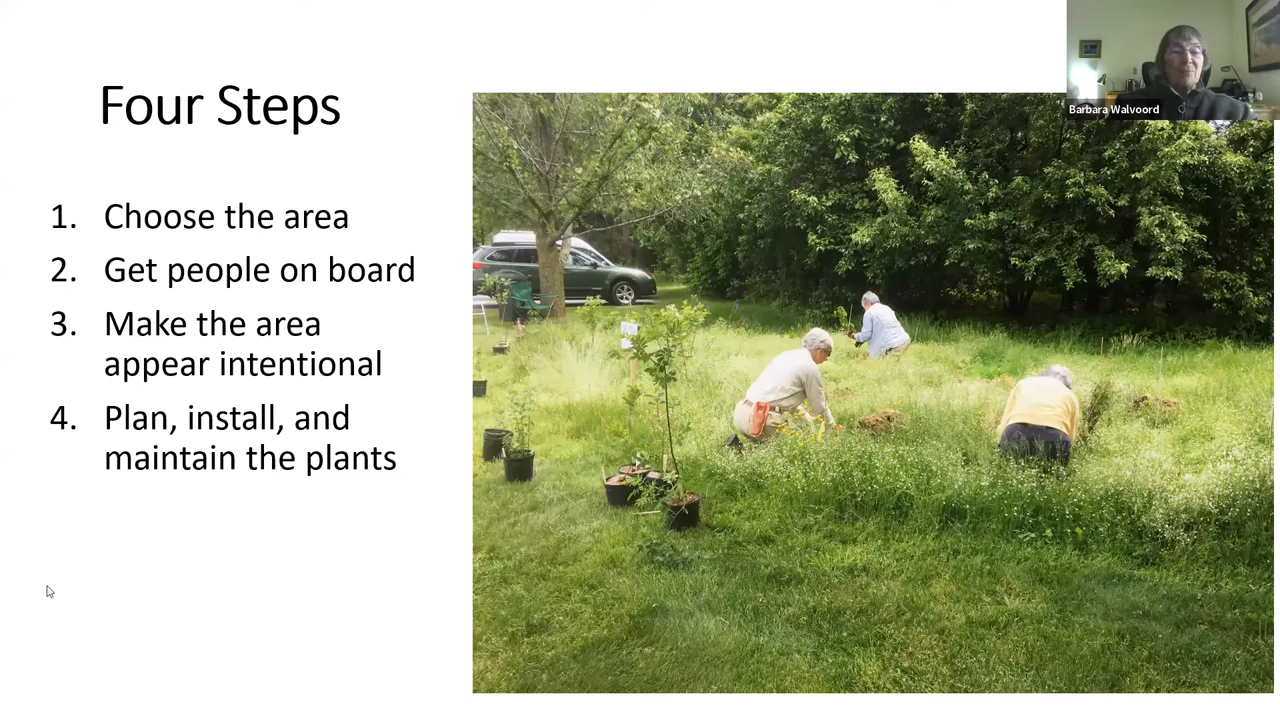 Four Steps
1. Choose the area
2. Get people on board
3. Make the area
appear intentional
4. Plan, install, and
maintain the plants
Barbara Walvoord